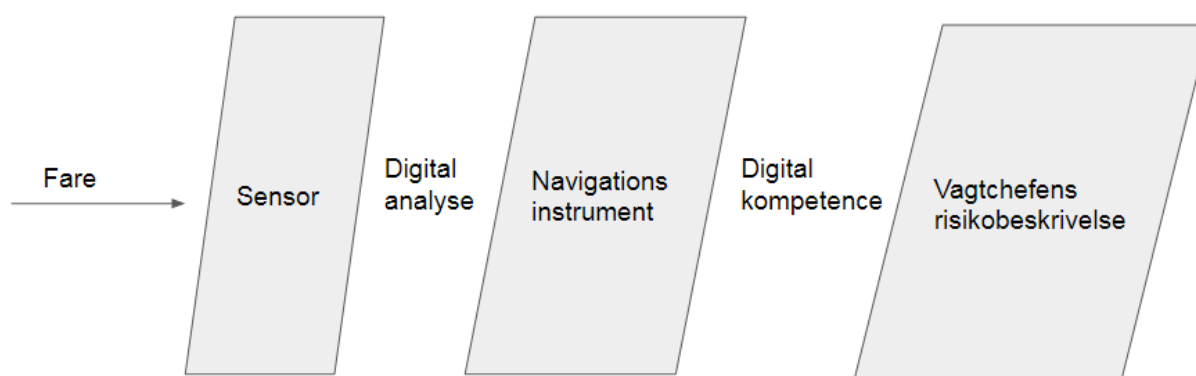 Fare
Sensor
Digital
analyse
Navigations
instrument
Digital
kompetence
Vagtchefens
risikobeskrivelse